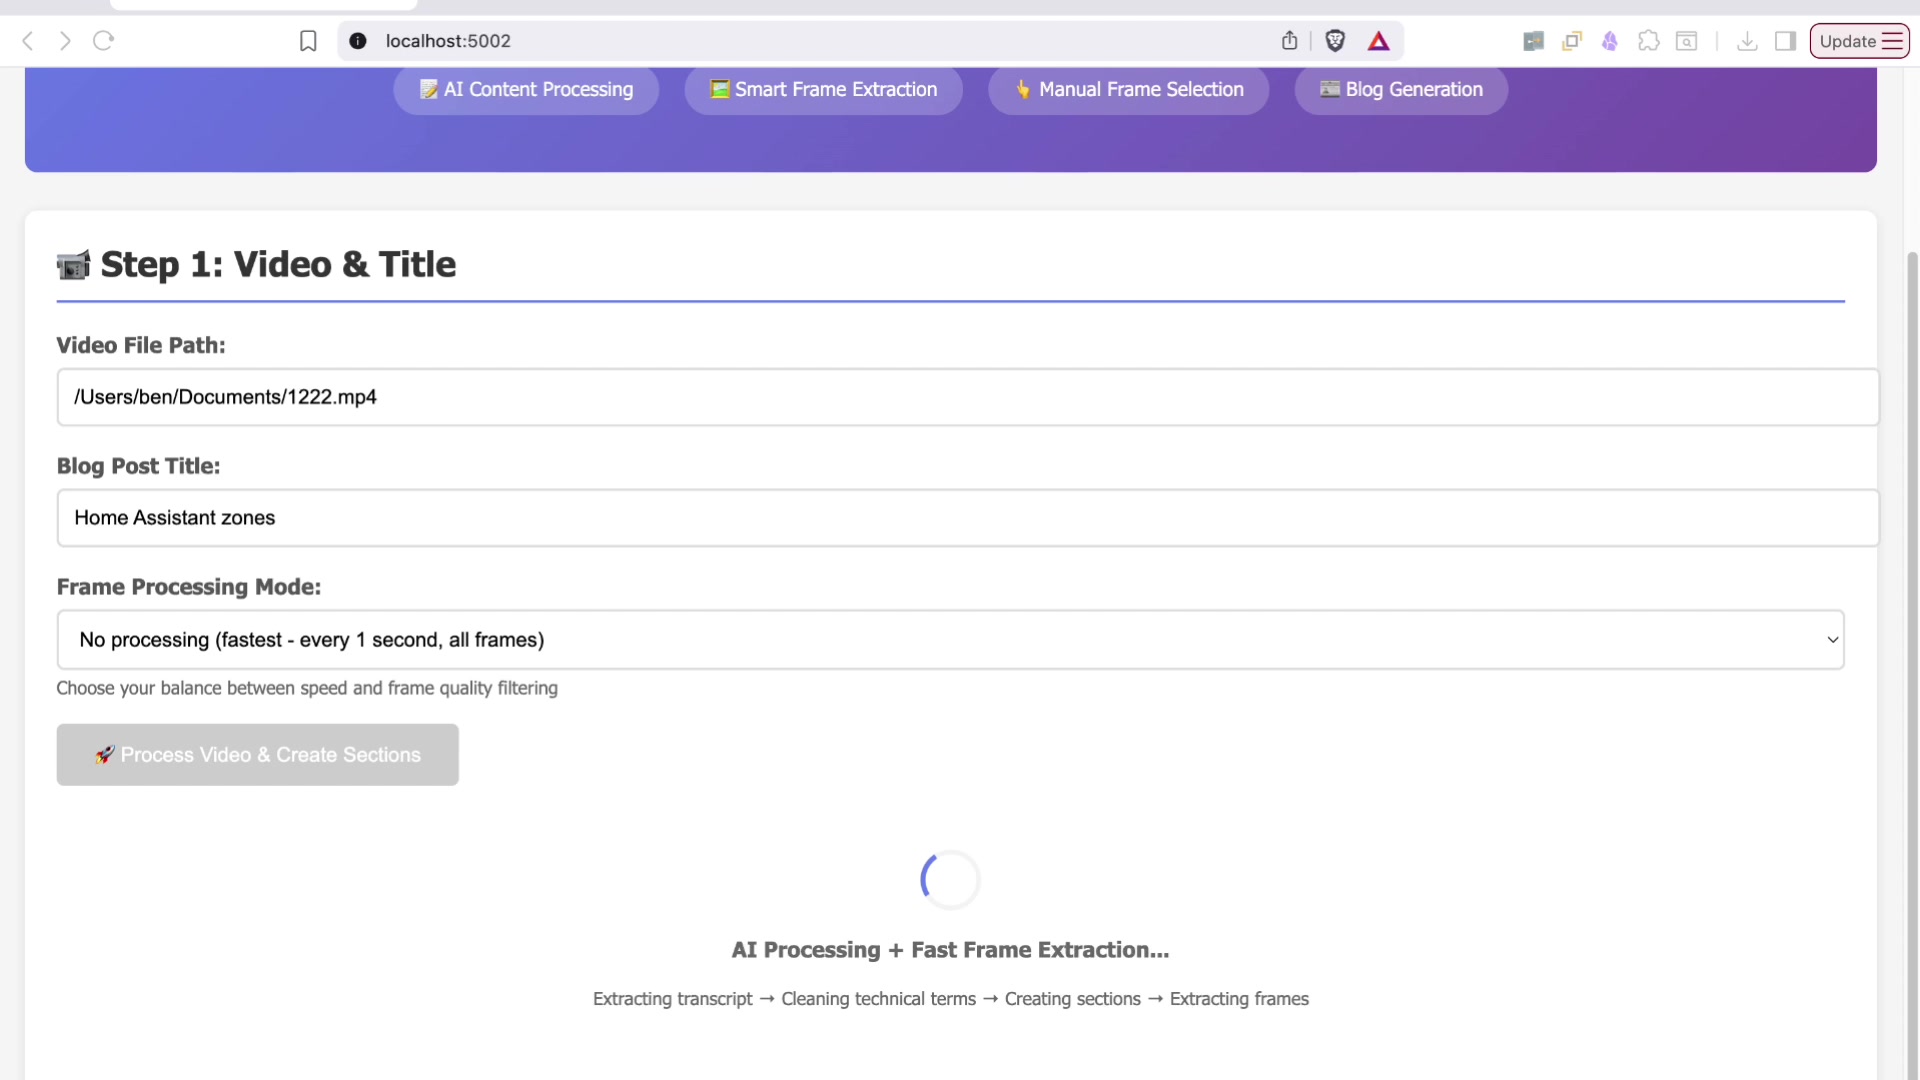 localhost:5002
Update
📝 AI Content Processing
🖼️ Smart Frame Extraction
👆 Manual Frame Selection
📰 Blog Generation
📹 Step 1: Video & Title
Video File Path:
/Users/ben/Documents/1222.mp4
Blog Post Title:
Home Assistant zones
Frame Processing Mode:
No processing (fastest - every 1 second, all frames)
Choose your balance between speed and frame quality filtering
🚀 Process Video & Create Sections
AI Processing + Fast Frame Extraction...
Extracting transcript → Cleaning technical terms → Creating sections → Extracting frames